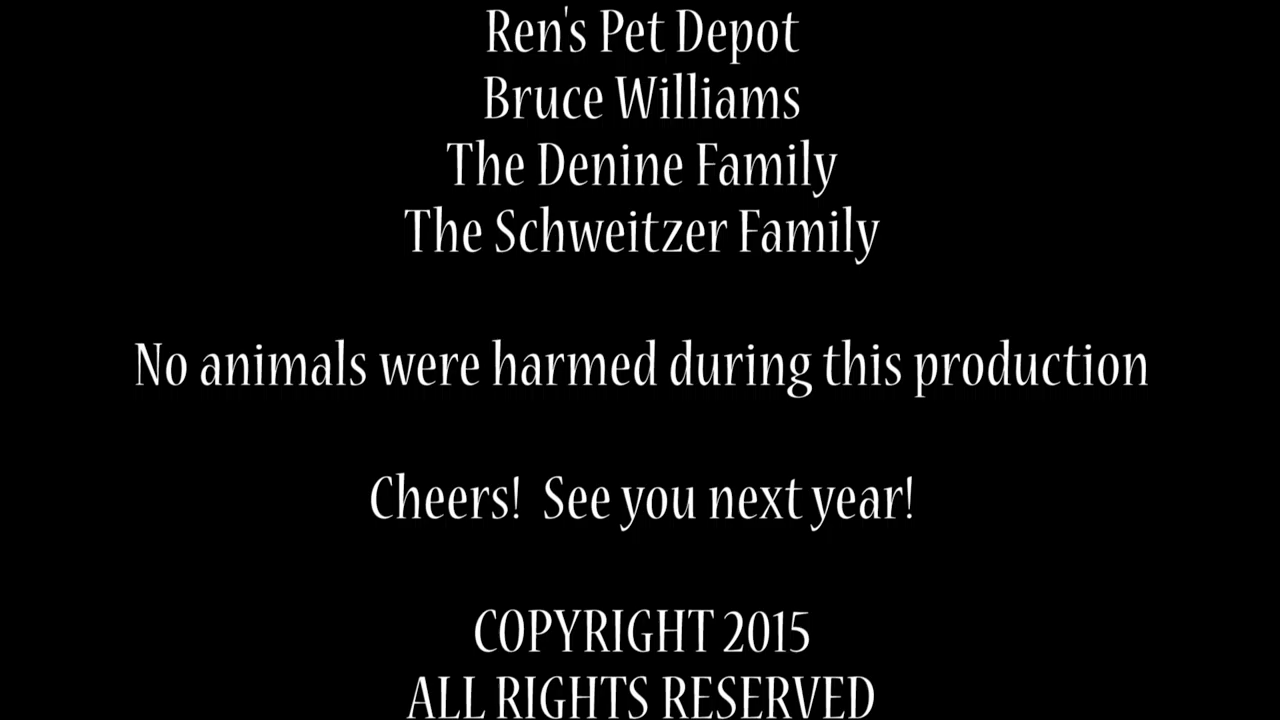 Ren's Pet Depot
Bruce Williams
The Denine Family
The Schweitzer Family
No animals were harmed during this production
Cheers!  See you next year!
COPYRIGHT 2015
ALL RIGHTS RESERVED